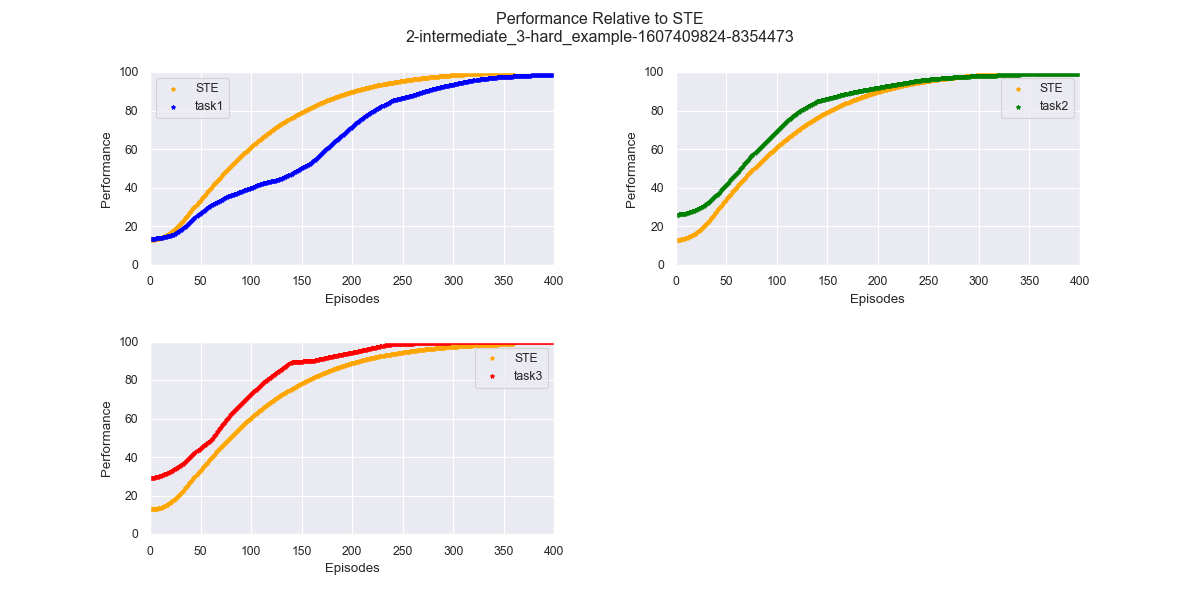 Performance Relative to STE
2-intermediate_3-hard_example-1607409824-8354473
Performance
100
80
60
40
20
0
STE
task1
0 50 100 150 200 250 300 350 400
Episodes
Performance
100
80
60
40
20
0
STE
task2
0 50 100 150 200 250 300 350 400
Episodes
Performance
100
80
60
40
20
0
STE
task3
0 50 100 150 200 250 300 350 400
Episodes